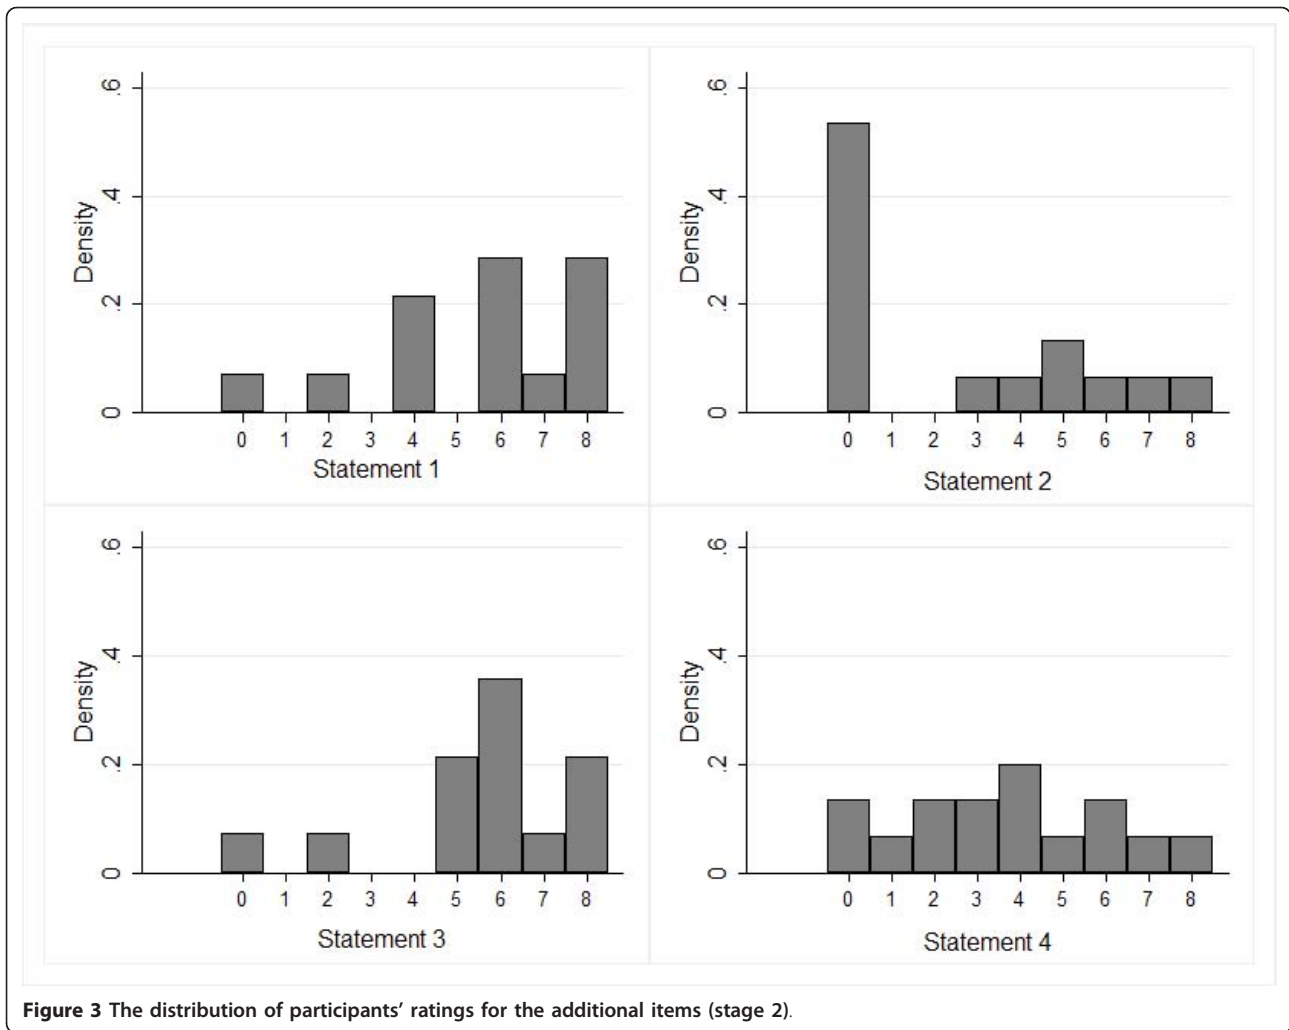 .6
.4
.2
0
Density
0 1 2 3 4 5 6 7 8
Statement 1
.6
.4
.2
0
Density
0 1 2 3 4 5 6 7 8
Statement 2
.6
.4
.2
0
Density
0 1 2 3 4 5 6 7 8
Statement 3
.6
.4
.2
0
Density
0 1 2 3 4 5 6 7 8
Statement 4
Figure 3 The distribution of participants’ ratings for the additional items (stage 2).